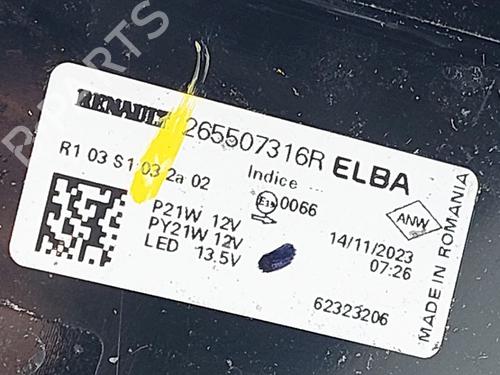 PARTS
RENAULT 265507316R ELBA
R1 03 S1 03 2a 02
Indice ...
0066
ANW
P21W 12V
PY21W 12V
LED 13.5V
14/11/2023
07:26
62323206
MADE IN ROMANIA